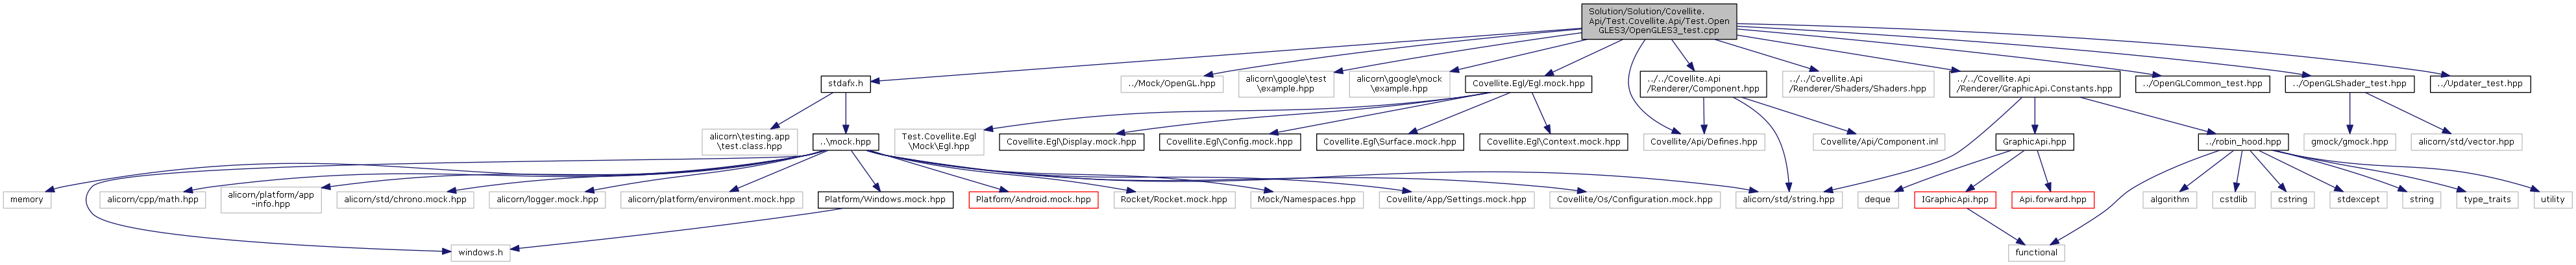 Solution/Solution/Covellite.
Api/Test.Covellite.Api/Test.Open
GLES3/OpenGLES3_test.cpp
stdafx.h
../Mock/OpenGL.hpp
alicorn\google\test
\example.hpp
alicorn\google\mock
\example.hpp
Covellite.Egl/Egl.mock.hpp
../../Covellite.Api
/Renderer/Component.hpp
../../Covellite.Api
/Renderer/Shaders/Shaders.hpp
../../Covellite.Api
/Renderer/GraphicApi.Constants.hpp
../OpenGLCommon_test.hpp
../OpenGLShader_test.hpp
../Updater_test.hpp
alicorn\testing.app
\test.class.hpp
..\mock.hpp
Test.Covellite.Egl
\Mock\Egl.hpp
Covellite.Egl\Display.mock.hpp
Covellite.Egl\Config.mock.hpp
Covellite.Egl\Surface.mock.hpp
Covellite.Egl\Context.mock.hpp
Covellite/Api/Defines.hpp
Covellite/Api/Component.inl
GraphicApi.hpp
../robin_hood.hpp
gmock/gmock.hpp
alicorn/std/vector.hpp
memory
alicorn/cpp/math.hpp
alicorn/platform/app
-info.hpp
alicorn/std/chrono.mock.hpp
alicorn/logger.mock.hpp
alicorn/platform/environment.mock.hpp
Platform/Windows.mock.hpp
Platform/Android.mock.hpp
Rocket/Rocket.mock.hpp
Mock/Namespaces.hpp
Covellite/App/Settings.mock.hpp
Covellite/Os/Configuration.mock.hpp
alicorn/std/string.hpp
deque
IGraphicApi.hpp
Api.forward.hpp
algorithm
cstdlib
cstring
stdexcept
string
type_traits
utility
windows.h
functional